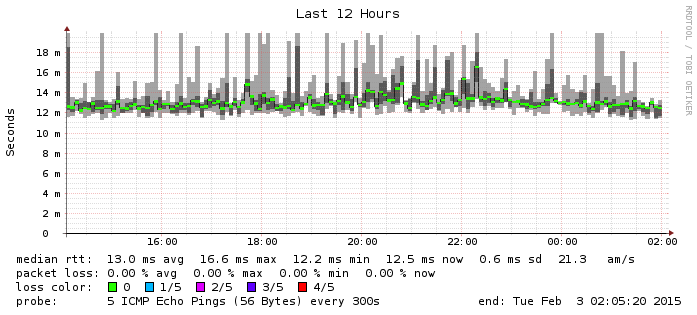 Last 12 Hours
RRDTOOL / TOBI OETIKER
Seconds
18 m
16 m
14 m
12 m
10 m
8 m
6 m
4 m
2 m
0
16:00 18:00 20:00 22:00 00:00 02:00
median rtt: 13.0 ms avg 16.6 ms max 12.2 ms min 12.5 ms now 0.6 ms sd 21.3 am/s
packet loss: 0.00 % avg 0.00 % max 0.00 % min 0.00 % now
loss color: 0 1/5 2/5 3/5 4/5
probe: 5 ICMP Echo Pings (56 Bytes) every 300s end: Tue Feb 3 02:05:20 2015